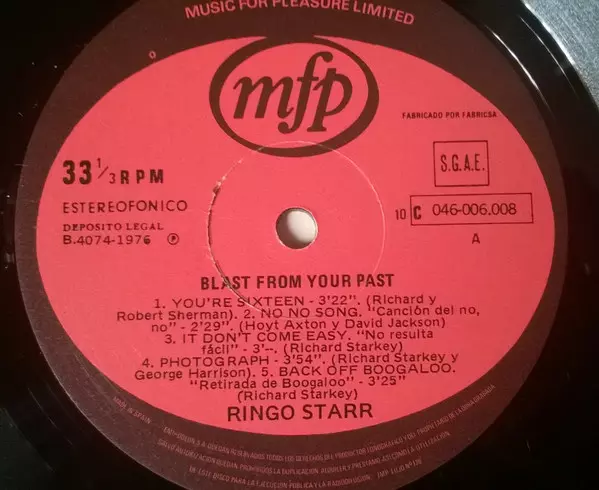 MUSIC FOR PLEASURE LIMITED
mfp
FABRICADO POR FABRICSA
33 1/3 RPM
S.G.A.E.
ESTEREOFONICO
10 C 046-006.008
DEPOSITO LEGAL
B.4074-1976 Ⓟ
A
BLAST FROM YOUR PAST
1. YOU'RE SIXTEEN - 3'22". (Richard y
Robert Sherman). 2. NO NO SONG. "Canción del no,
no" - 2'29". (Hoyt Axton y David Jackson)
3. IT DON'T COME EASY. "No resulta
fácil" - 3'--. (Richard Starkey)
4. PHOTOGRAPH - 3'54". (Richard Starkey y
George Harrison). 5. BACK OFF BOOGALOO.
"Retirada de Boogaloo" - 3'25"
(Richard Starkey)
RINGO STARR
MADE IN SPAIN